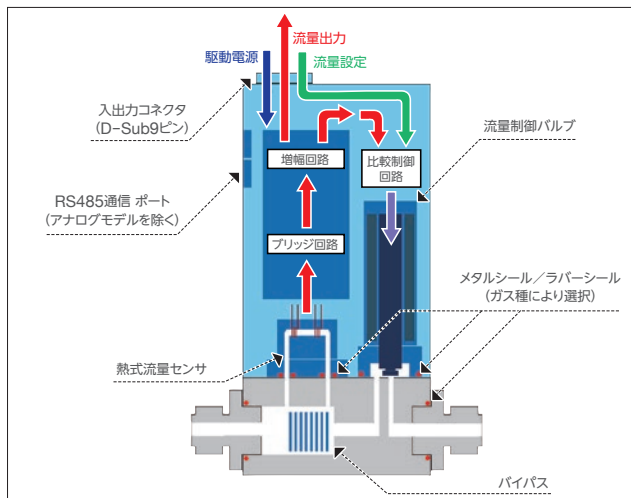 流量出力
駆動電源
流量設定
入出力コネクタ
(D-Sub9ピン)
流量制御バルブ
増幅回路
比較制御
回路
RS485通信 ポート
(アナログモデルを除く)
ブリッジ回路
メタルシール/ラバーシール
(ガス種により選択)
熱式流量センサ
バイパス